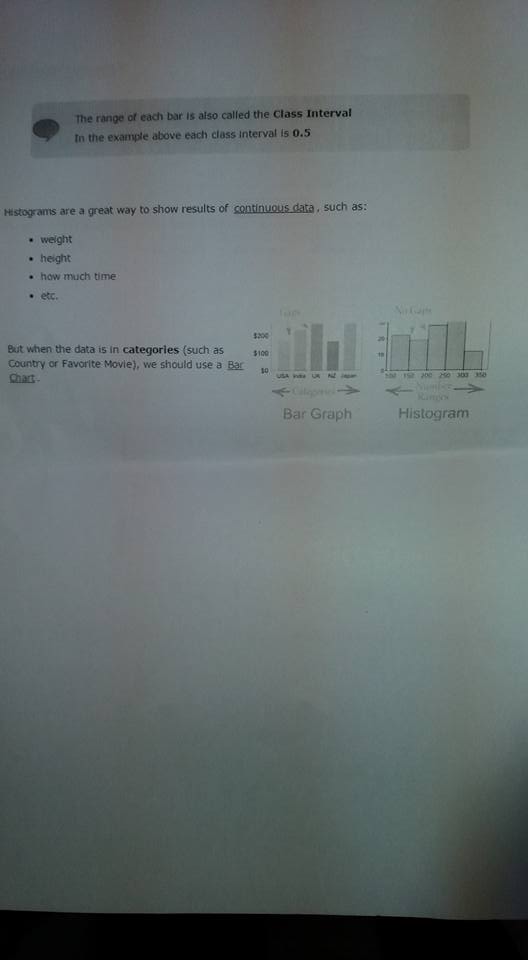 The range of each bar is also called the Class Interval
In the example above each class interval is 0.5
Histograms are a great way to show results of continuous data, such as:
• weight
• height
• how much time
• etc.
But when the data is in categories (such as
Country or Favorite Movie), we should use a Bar
Chart.
Gaps
$200
$100
$0
USA India UK NZ Japan
Categories
Bar Graph
No Gaps
20
10
0
100 150 200 250 300 350
Number
Ranges
Histogram